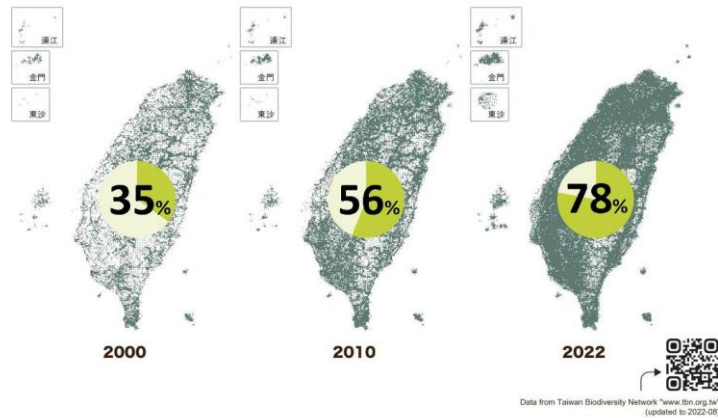 連江
金門
東沙
35%
2000
連江
金門
東沙
56%
2010
連江
金門
東沙
78%
2022
Data from Taiwan Biodiversity Network "www.tbn.org.tw"
(updated to 2022-08)